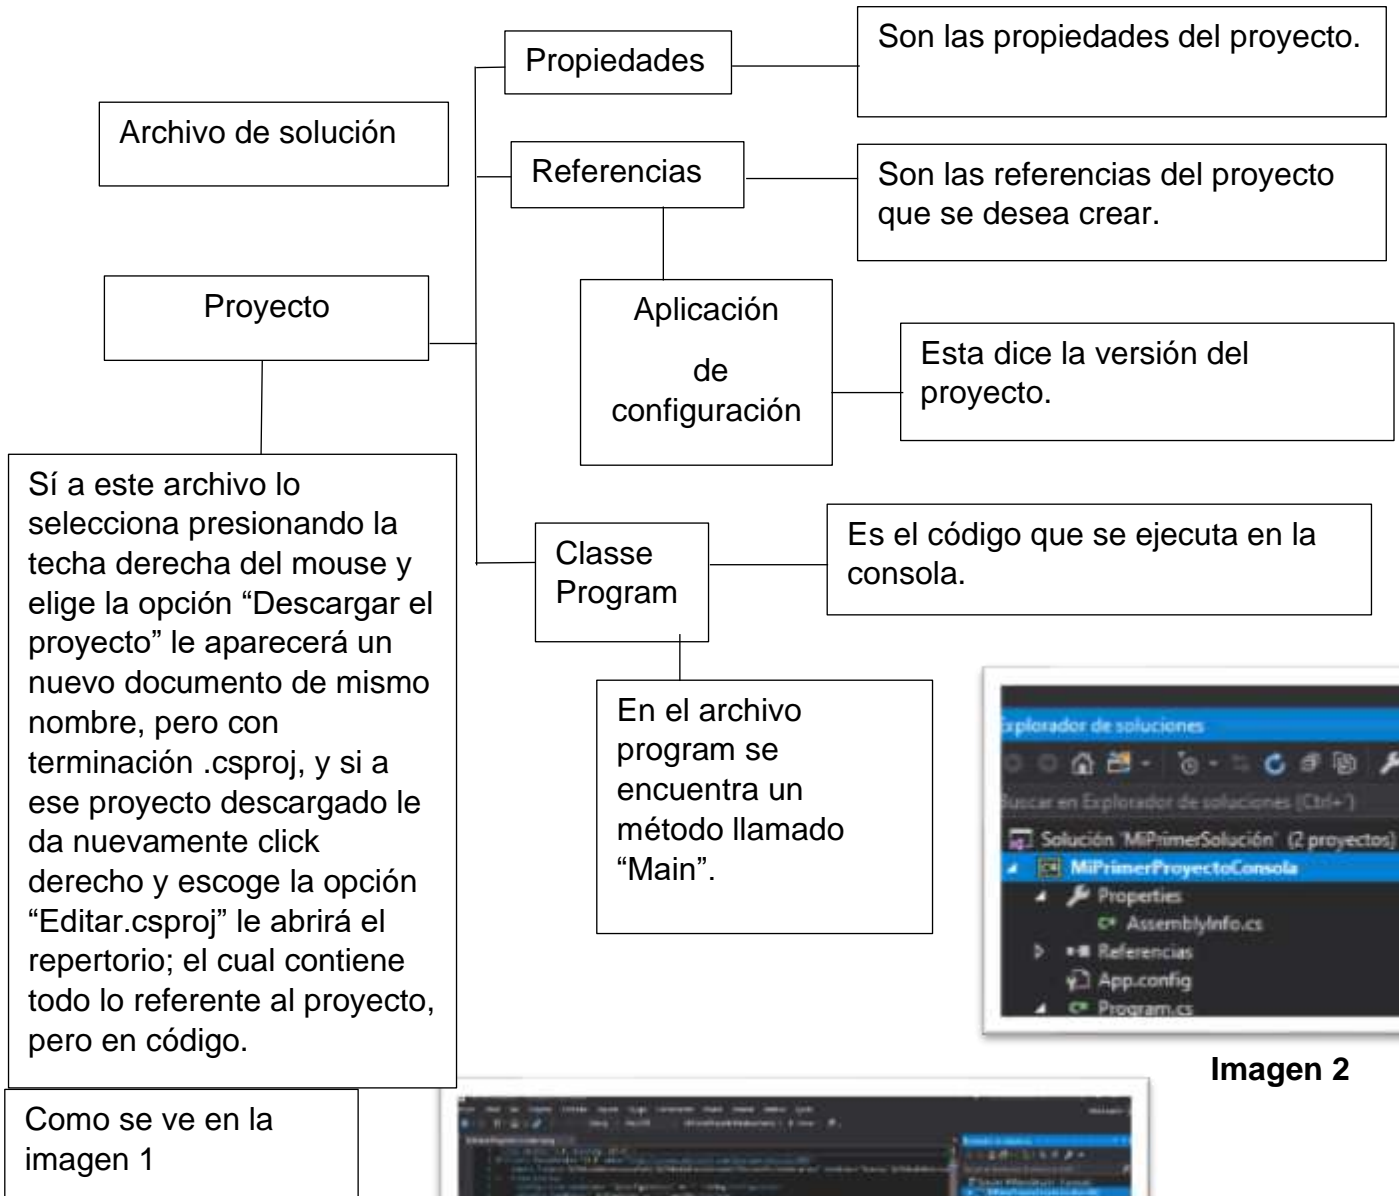 Propiedades
Son las propiedades del proyecto.
Archivo de solución
Referencias
Son las referencias del proyecto
que se desea crear.
Proyecto
Aplicación
de
configuración
Esta dice la versión del
proyecto.
Sí a este archivo lo
selecciona presionando la
techa derecha del mouse y
elige la opción “Descargar el
proyecto” le aparecerá un
nuevo documento de mismo
nombre, pero con
terminación .csproj, y si a
ese proyecto descargado le
da nuevamente click
derecho y escoge la opción
“Editar.csproj” le abrirá el
repertorio; el cual contiene
todo lo referente al proyecto,
pero en código.
Classe
Program
Es el código que se ejecuta en la
consola.
En el archivo
program se
encuentra un
método llamado
“Main”.
xplorador de soluciones
uscar en Explorador de soluciones (Ctrl+')
Solución 'MiPrimerSolución' (2 proyectos)
MiPrimerProyectoConsola
Properties
C# AssemblyInfo.cs
Referencias
App.config
C# Program.cs
Imagen 2
Como se ve en la
imagen 1